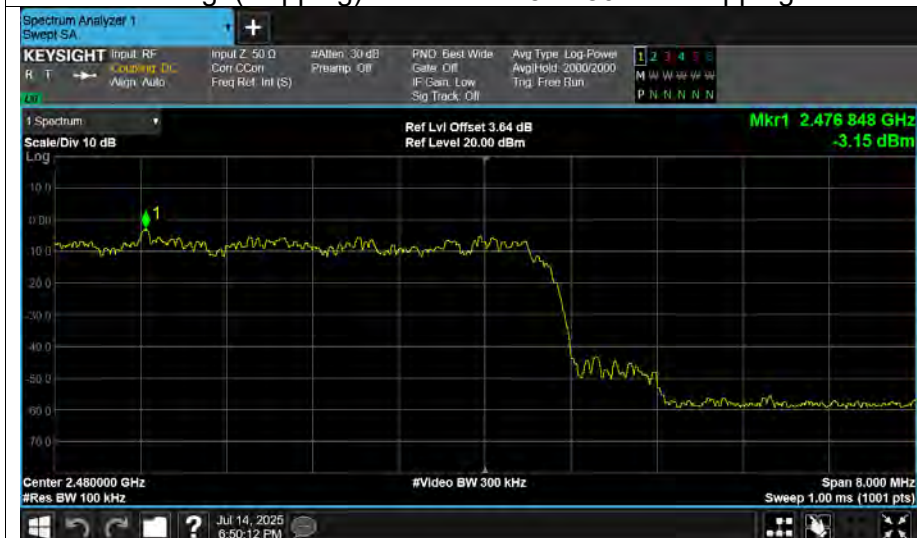 Spectrum Analyzer 1
Swept SA
+
KEYSIGHT Input: RF
R T Coupling: DC
Align: Auto
Input Z: 50 Ω
Corr CCorr
Freq Ref: Int (S)
#Atten: 30 dB
Preamp: Off
PNO: Best Wide
Gate: Off
IF Gain: Low
Sig Track: Off
Avg Type: Log-Power
Avg|Hold: 2000/2000
Trig: Free Run
1 2 3 4 5 6
M W W W W W
P N N N N N
1 Spectrum
Scale/Div 10 dB
Log
Ref Lvl Offset 3.64 dB
Ref Level 20.00 dBm
Mkr1 2.476 848 GHz
-3.15 dBm
10.0
0.00
-10.0
-20.0
-30.0
-40.0
-50.0
-60.0
-70.0
1
Center 2.480000 GHz
#Res BW 100 kHz
#Video BW 300 kHz
Span 8.000 MHz
Sweep 1.00 ms (1001 pts)
?
Jul 14, 2025
6:50:12 PM